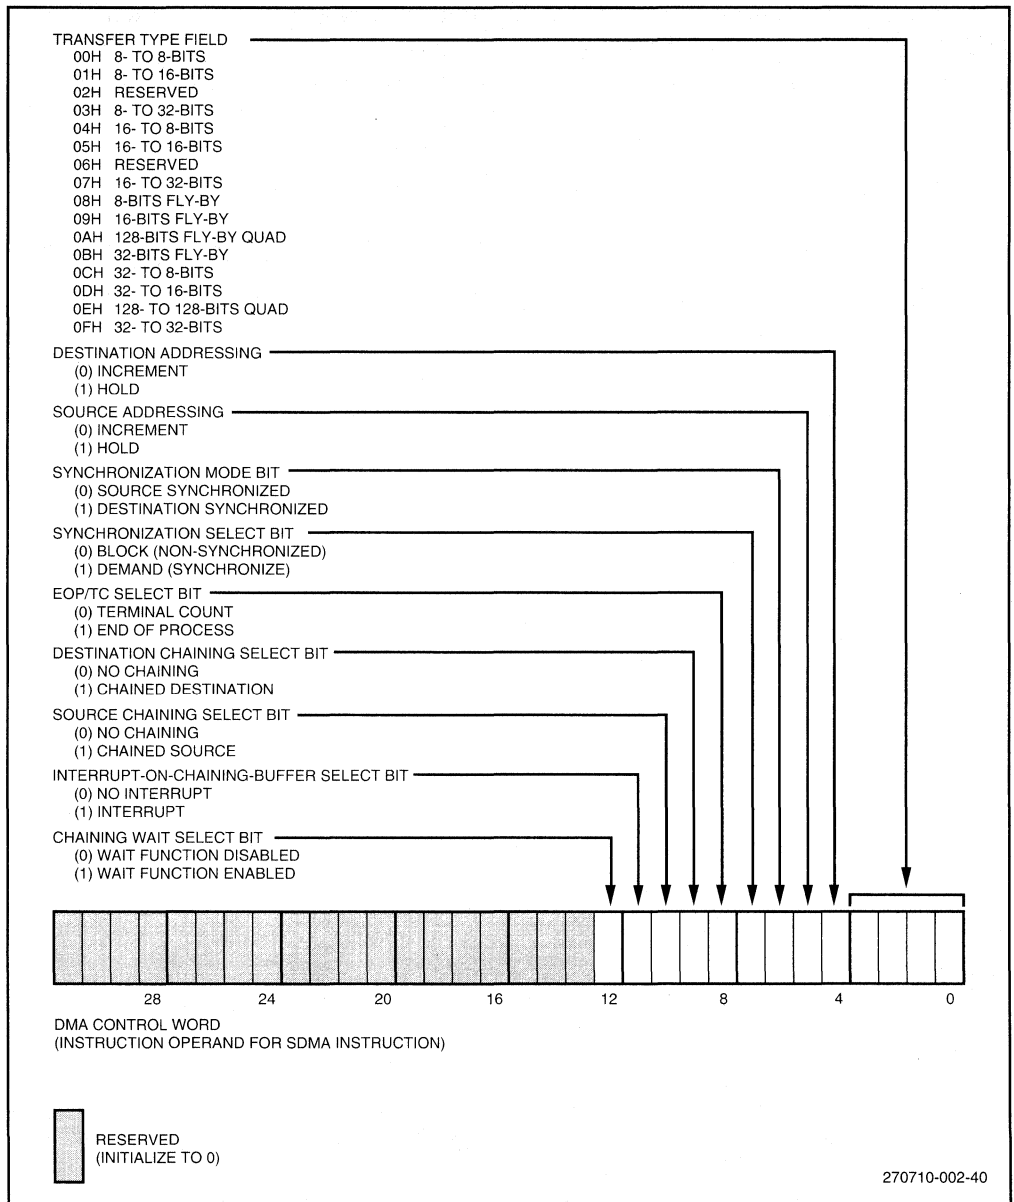 TRANSFER TYPE FIELD
00H 8- TO 8-BITS
01H 8- TO 16-BITS
02H RESERVED
03H 8- TO 32-BITS
04H 16- TO 8-BITS
05H 16- TO 16-BITS
06H RESERVED
07H 16- TO 32-BITS
08H 8-BITS FLY-BY
09H 16-BITS FLY-BY
0AH 128-BITS FLY-BY QUAD
0BH 32-BITS FLY-BY
0CH 32- TO 8-BITS
0DH 32- TO 16-BITS
0EH 128- TO 128-BITS QUAD
0FH 32- TO 32-BITS
DESTINATION ADDRESSING
(0) INCREMENT
(1) HOLD
SOURCE ADDRESSING
(0) INCREMENT
(1) HOLD
SYNCHRONIZATION MODE BIT
(0) SOURCE SYNCHRONIZED
(1) DESTINATION SYNCHRONIZED
SYNCHRONIZATION SELECT BIT
(0) BLOCK (NON-SYNCHRONIZED)
(1) DEMAND (SYNCHRONIZE)
EOP/TC SELECT BIT
(0) TERMINAL COUNT
(1) END OF PROCESS
DESTINATION CHAINING SELECT BIT
(0) NO CHAINING
(1) CHAINED DESTINATION
SOURCE CHAINING SELECT BIT
(0) NO CHAINING
(1) CHAINED SOURCE
INTERRUPT-ON-CHAINING-BUFFER SELECT BIT
(0) NO INTERRUPT
(1) INTERRUPT
CHAINING WAIT SELECT BIT
(0) WAIT FUNCTION DISABLED
(1) WAIT FUNCTION ENABLED
28 24 20 16 12 8 4 0
DMA CONTROL WORD
(INSTRUCTION OPERAND FOR SDMA INSTRUCTION)
RESERVED
(INITIALIZE TO 0)
270710-002-40